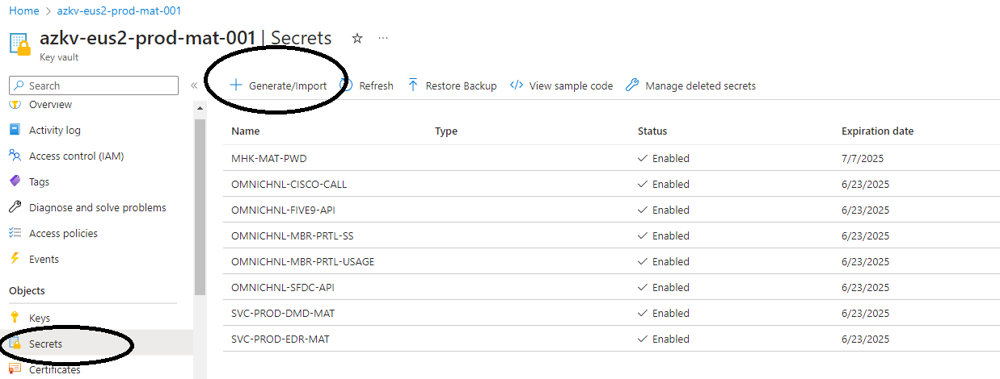 Home > azkv-eus2-prod-mat-001
azkv-eus2-prod-mat-001 | Secrets
Key vault
Search
Generate/Import Refresh Restore Backup View sample code Manage deleted secrets
Overview
Activity log
Access control (IAM)
Tags
Diagnose and solve problems
Access policies
Events
Objects
Keys
Secrets
Certificates
Name Type Status Expiration date
MHK-MAT-PWD Enabled 7/7/2025
OMNICHNL-CISCO-CALL Enabled 6/23/2025
OMNICHNL-FIVE9-API Enabled 6/23/2025
OMNICHNL-MBR-PRTL-SS Enabled 6/23/2025
OMNICHNL-MBR-PRTL-USAGE Enabled 6/23/2025
OMNICHNL-SFDC-API Enabled 6/23/2025
SVC-PROD-DMD-MAT Enabled 6/23/2025
SVC-PROD-EDR-MAT Enabled 6/23/2025